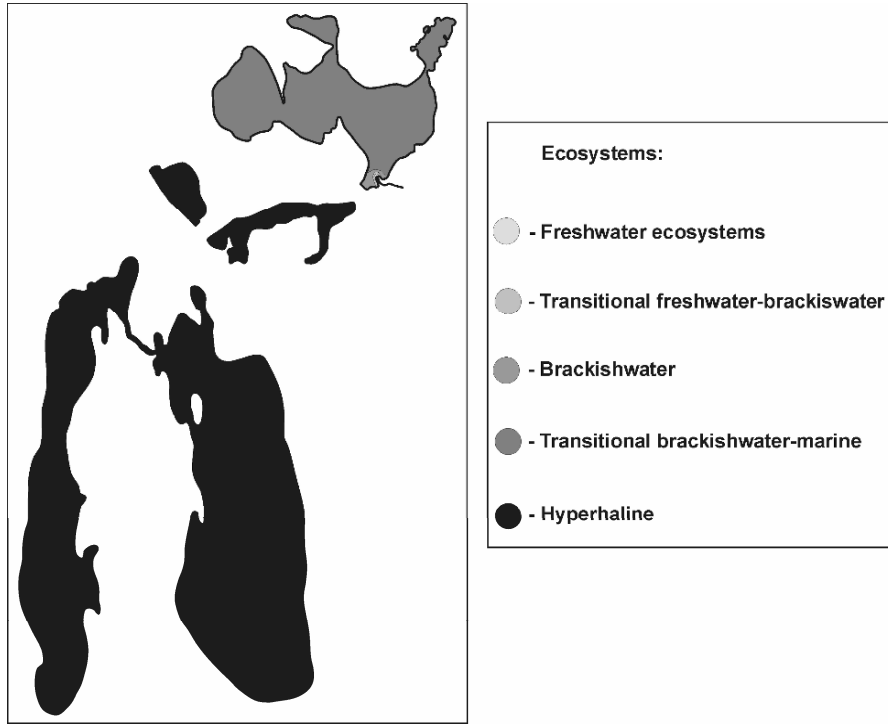 Ecosystems:
- Freshwater ecosystems
- Transitional freshwater-brackiswater
- Brackishwater
- Transitional brackishwater-marine
- Hyperhaline